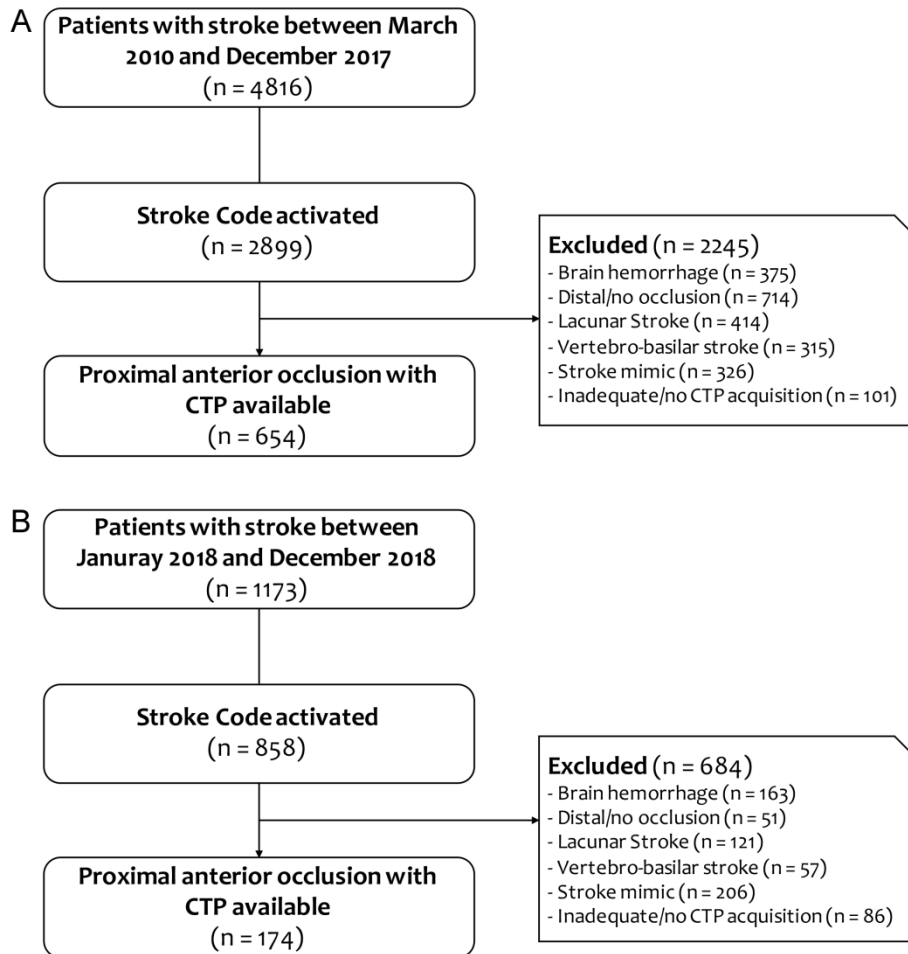 A
Patients with stroke between March
2010 and December 2017
(n = 4816)
Stroke Code activated
(n = 2899)
Excluded (n = 2245)
- Brain hemorrhage (n = 375)
- Distal/no occlusion (n = 714)
- Lacunar Stroke (n = 414)
- Vertebro-basilar stroke (n = 315)
- Stroke mimic (n = 326)
- Inadequate/no CTP acquisition (n = 101)
Proximal anterior occlusion with
CTP available
(n = 654)
B
Patients with stroke between
Januray 2018 and December 2018
(n = 1173)
Stroke Code activated
(n = 858)
Excluded (n = 684)
- Brain hemorrhage (n = 163)
- Distal/no occlusion (n = 51)
- Lacunar Stroke (n = 121)
- Vertebro-basilar stroke (n = 57)
- Stroke mimic (n = 206)
- Inadequate/no CTP acquisition (n = 86)
Proximal anterior occlusion with
CTP available
(n = 174)